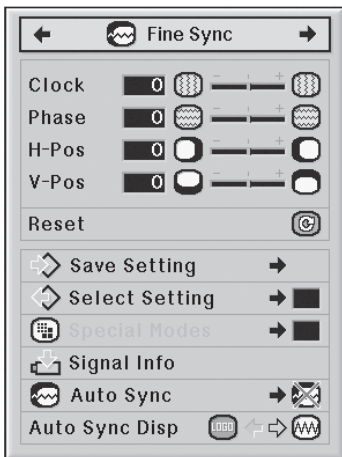 Fine Sync
Clock 0 - +
Phase 0 - +
H-Pos 0 - +
V-Pos 0 - +
Reset
Save Setting
Select Setting
Special Modes
Signal Info
Auto Sync
Auto Sync Disp LOGO